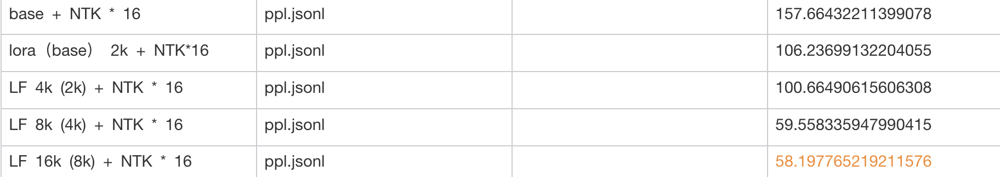 base + NTK * 16 ppl.jsonl 157.66432211399078
lora（base） 2k + NTK*16 ppl.jsonl 106.23699132204055
LF 4k (2k) + NTK * 16 ppl.jsonl 100.66490615606308
LF 8k (4k) + NTK * 16 ppl.jsonl 59.558335947990415
LF 16k (8k) + NTK * 16 ppl.jsonl 58.197765219211576